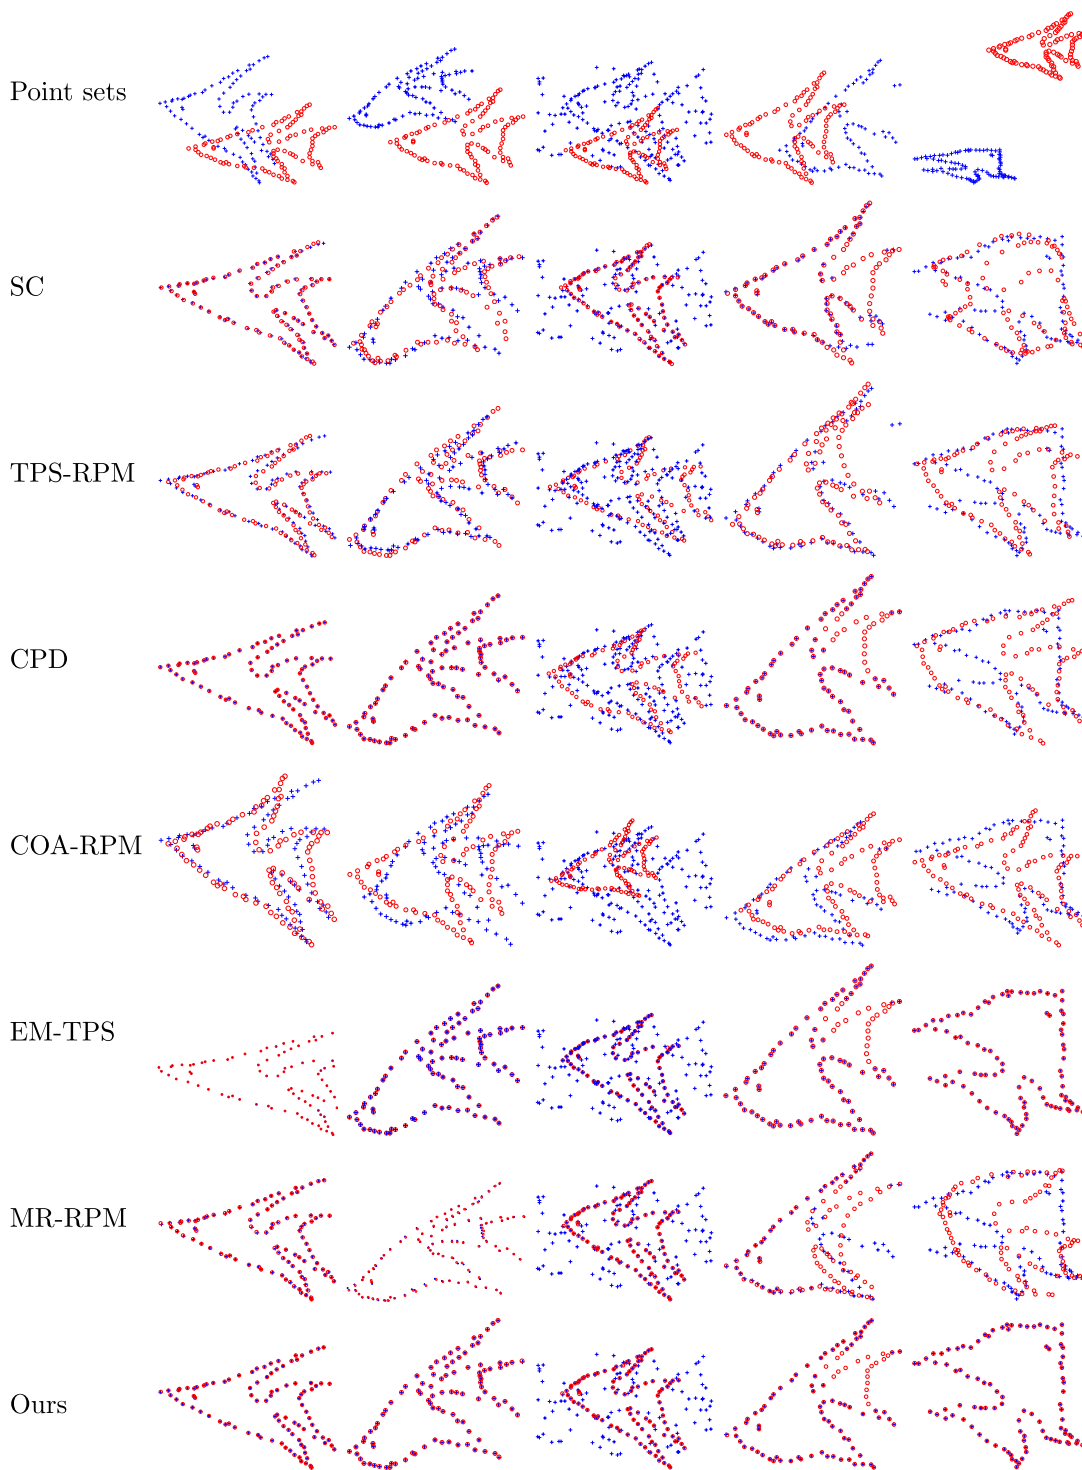 Point sets
SC
TPS-RPM
CPD
COA-RPM
EM-TPS
MR-RPM
Ours